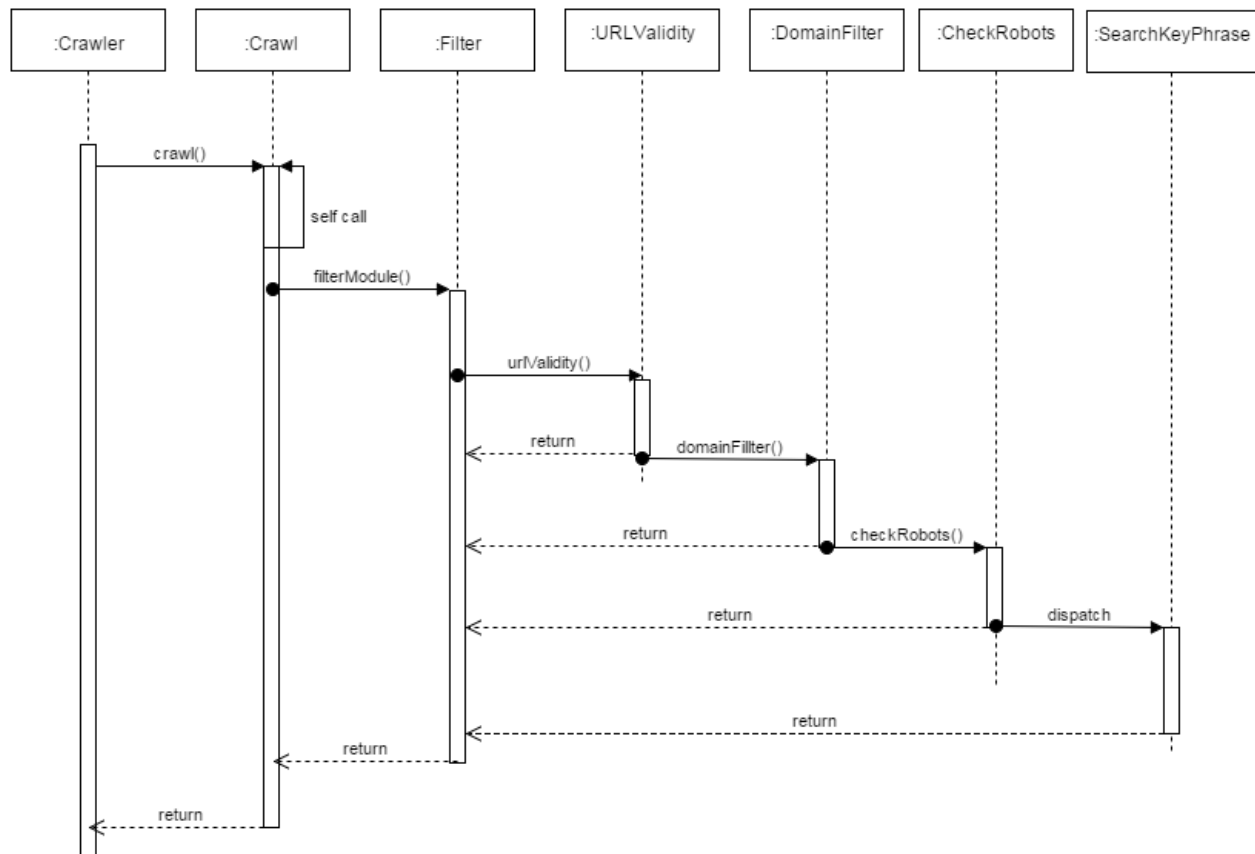 :Crawler
:Crawl
:Filter
:URLValidity
:DomainFilter
:CheckRobots
:SearchKeyPhrase
crawl()
self call
filterModule()
urlValidity()
return
domainFillter()
return
checkRobots()
return
dispatch
return
return
return